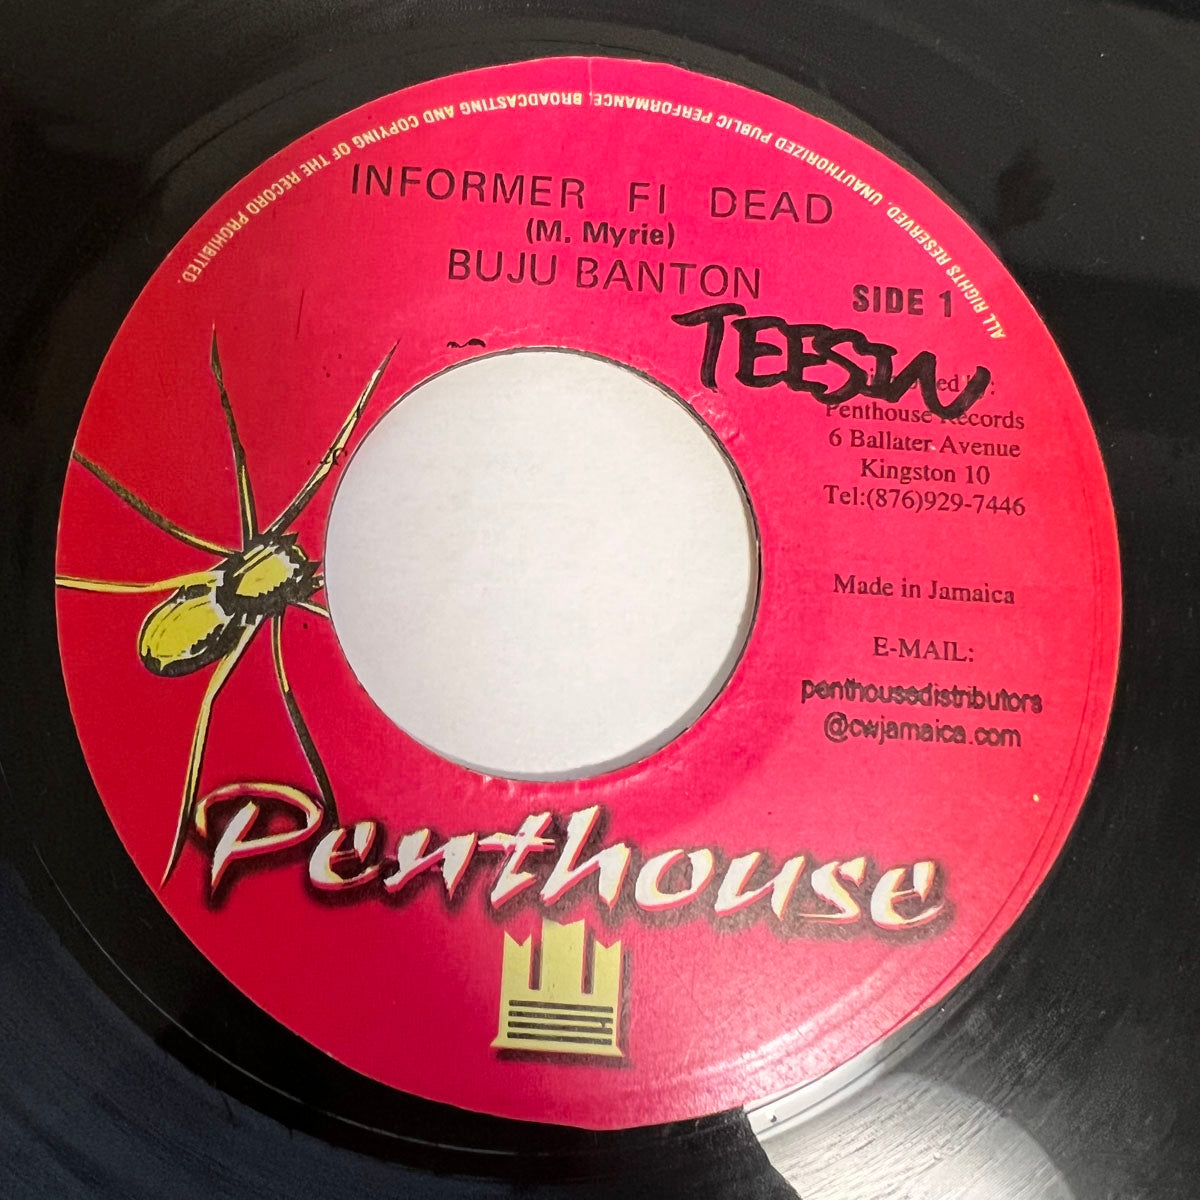 ALL RIGHTS RESERVED. UNAUTHORIZED PUBLIC PERFORMANCE, BROADCASTING AND COPYING OF THE RECORD PROHIBITED.
INFORMER FI DEAD
(M. Myrie)
BUJU BANTON
SIDE 1
TEESIN
by:
Penthouse Records
6 Ballater Avenue
Kingston 10
Tel:(876)929-7446
Made in Jamaica
E-MAIL:
penthousedistributors
@cwjamaica.com
Penthouse